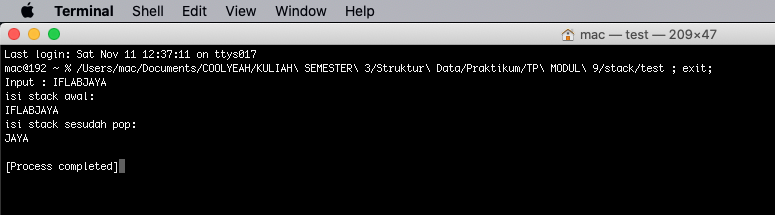 Terminal Shell Edit View Window Help
mac — test — 209×47
Last login: Sat Nov 11 12:37:11 on ttys017
mac@192 ~ % /Users/mac/Documents/COOLYEAH/KULIAH\ SEMESTER\ 3/Struktur\ Data/Praktikum/TP\ MODUL\ 9/stack/test ; exit;
Input : IFLABJAYA
isi stack awal:
IFLABJAYA
isi stack sesudah pop:
JAYA
[Process completed]